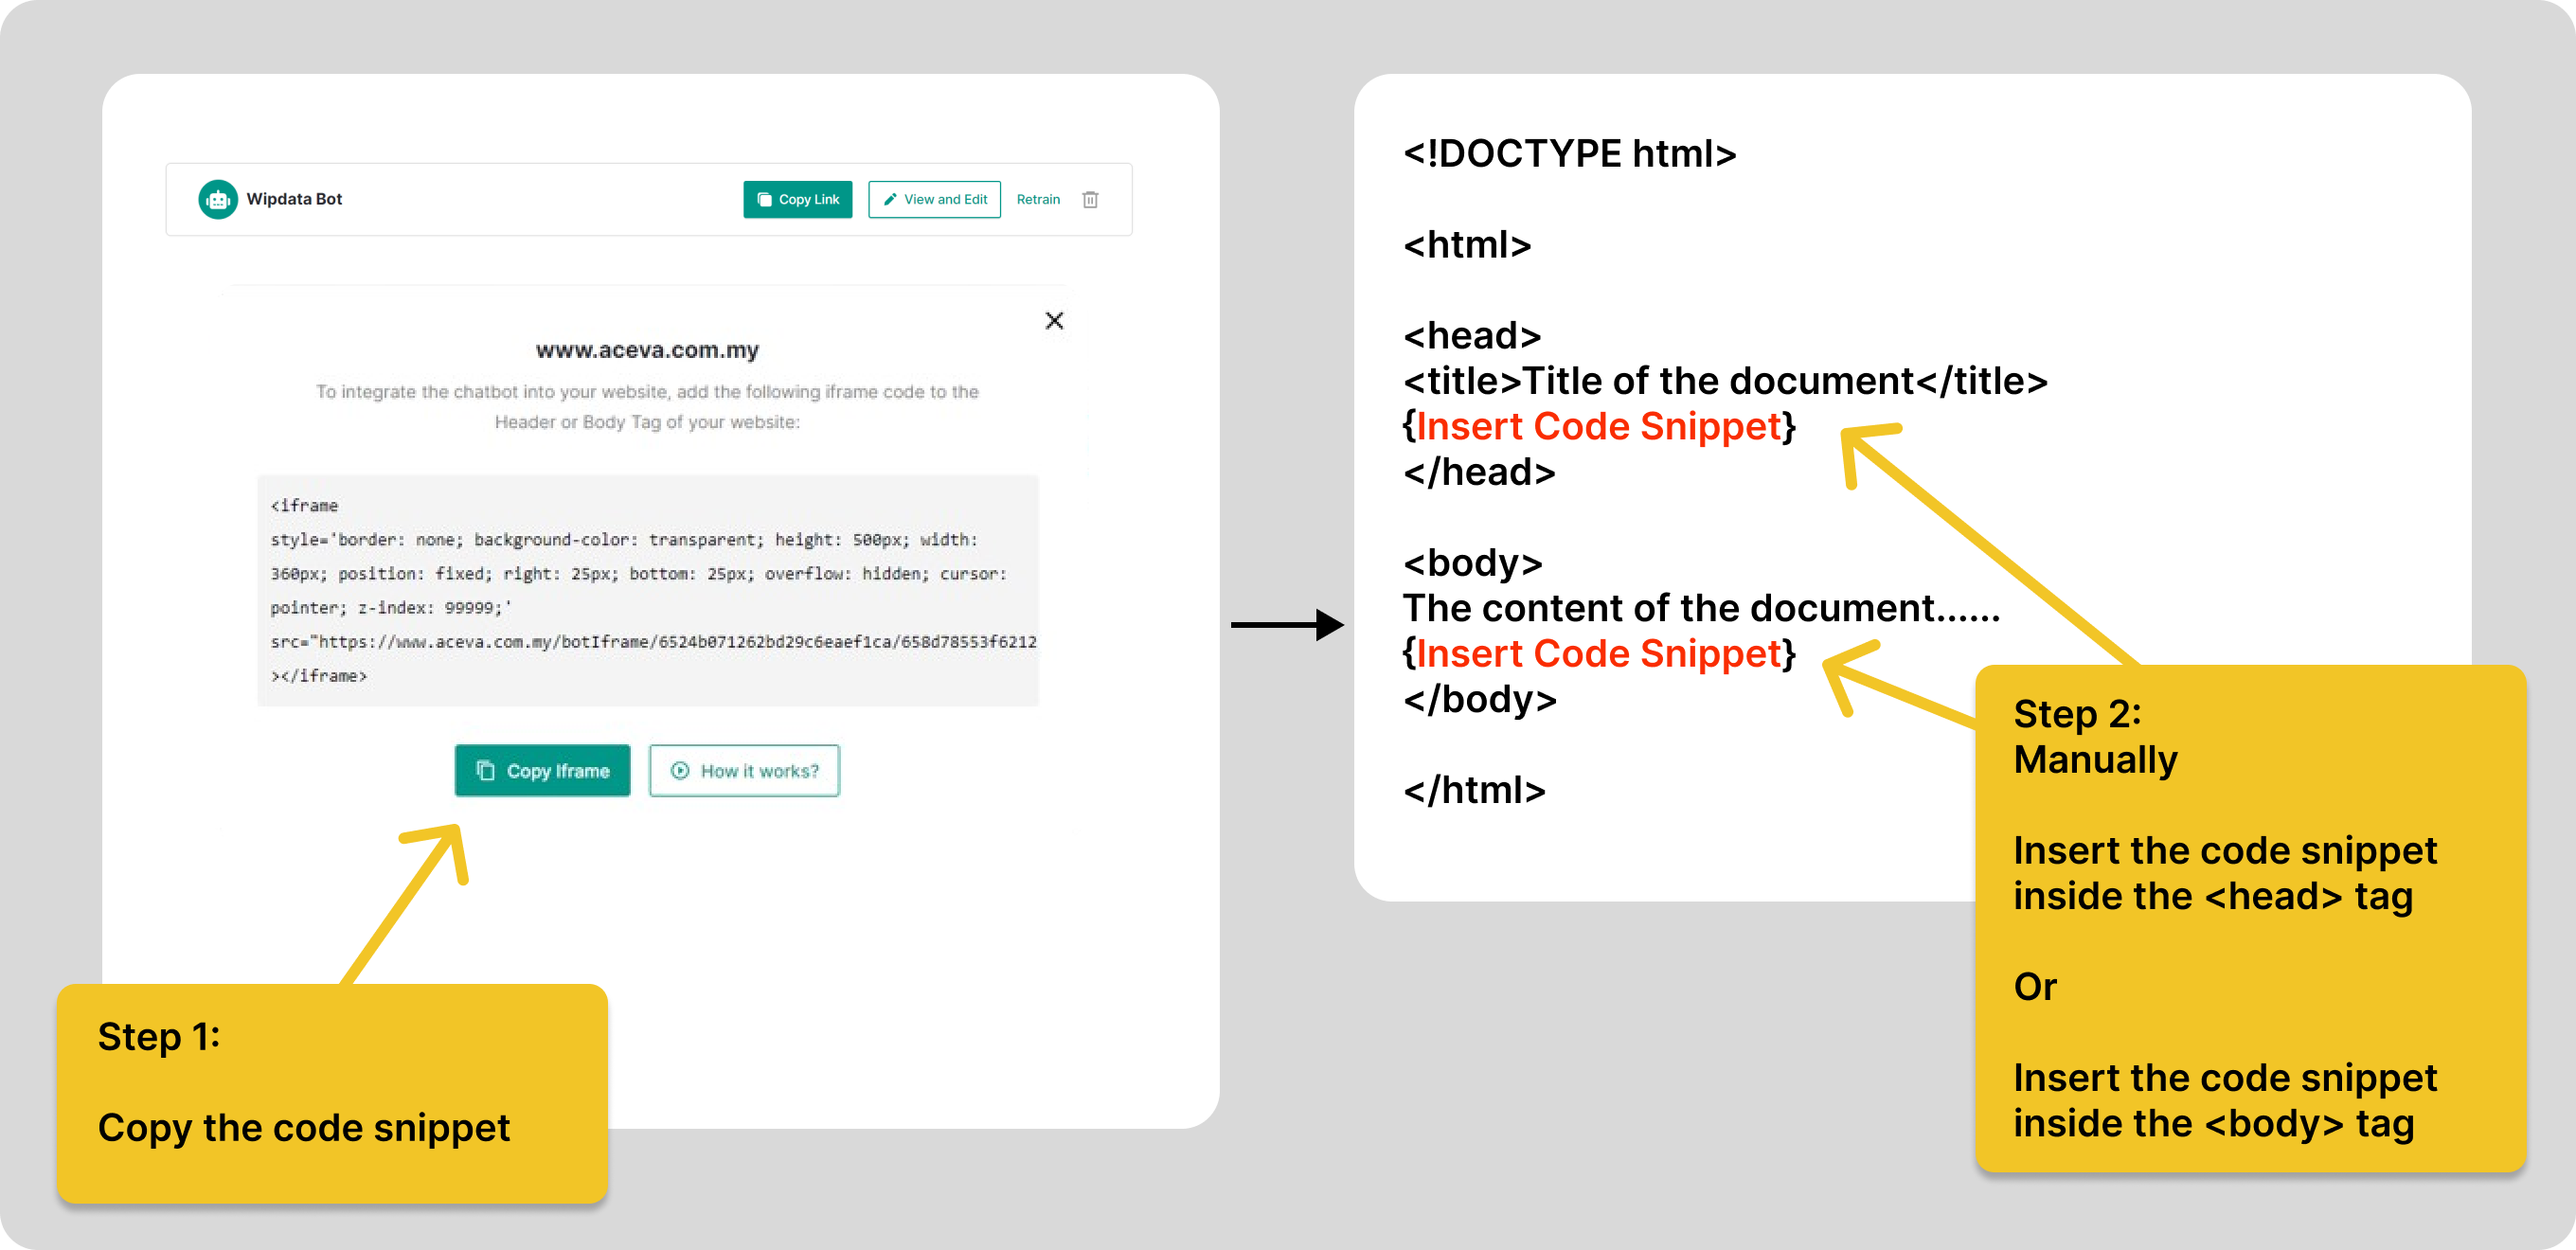 Wipdata Bot
Copy Link
View and Edit
Retrain
www.aceva.com.my
To integrate the chatbot into your website, add the following iframe code to the
Header or Body Tag of your website:
<iframe
style='border: none; background-color: transparent; height: 500px; width:
360px; position: fixed; right: 25px; bottom: 25px; overflow: hidden; cursor:
pointer; z-index: 99999;'
src="https://www.aceva.com.my/botIframe/6524b071262bd29c6eaef1ca/658d78553f6212
></iframe>
Copy Iframe
How it works?
Step 1:
Copy the code snippet
<!DOCTYPE html>
<html>
<head>
<title>Title of the document</title>
{Insert Code Snippet}
</head>
<body>
The content of the document......
{Insert Code Snippet}
</body>
</html>
Step 2:
Manually
Insert the code snippet
inside the <head> tag
Or
Insert the code snippet
inside the <body> tag